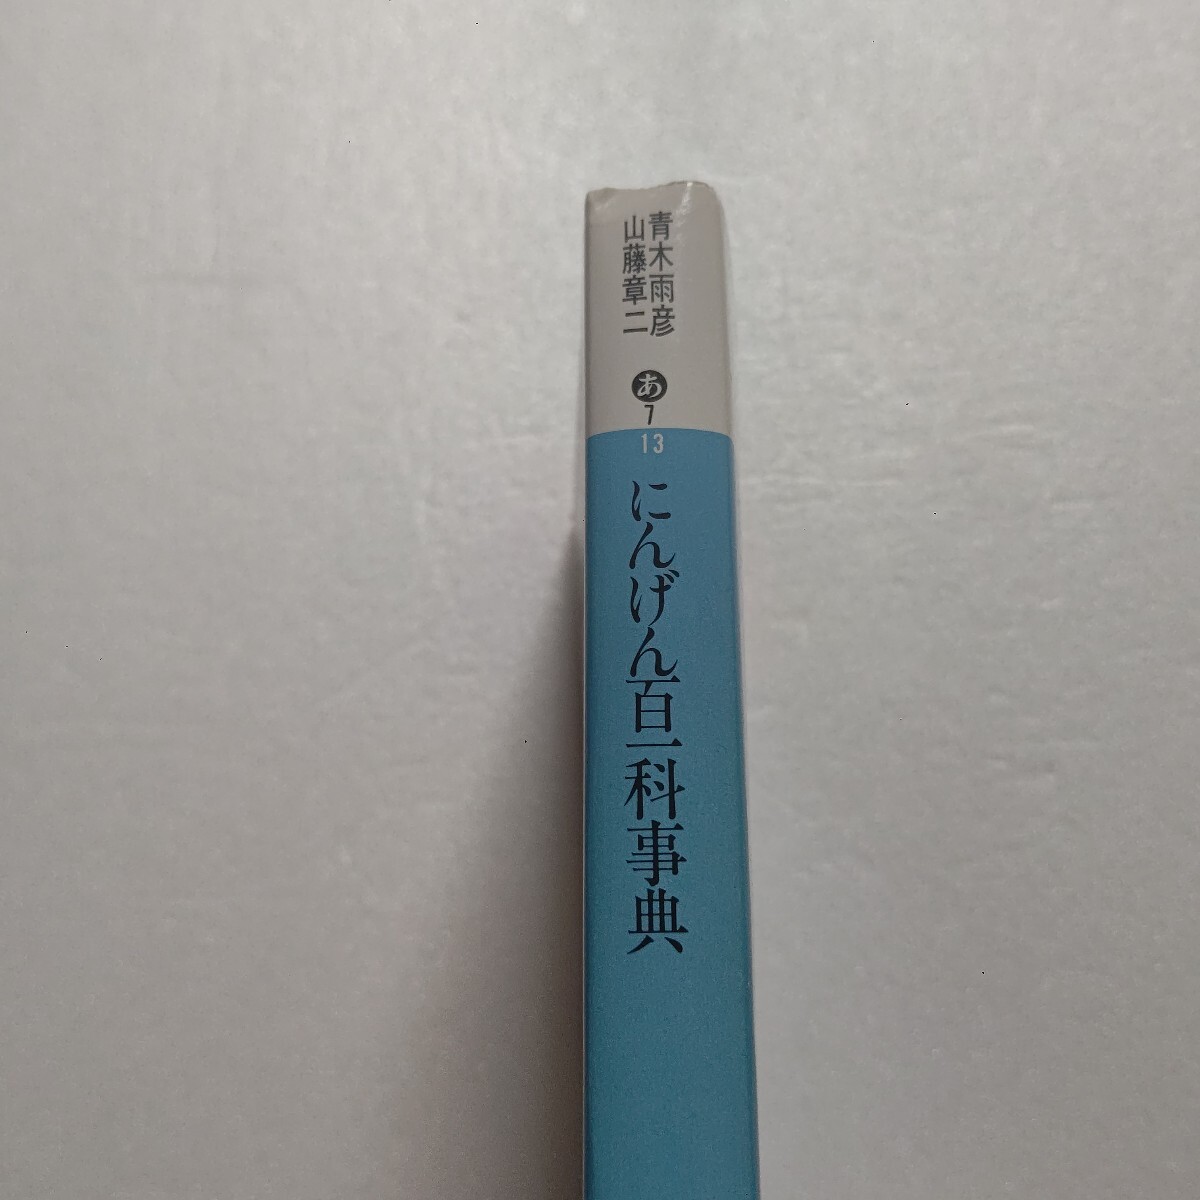 青木雨彦
山藤章二
あ
7
13
にんげん百一科事典